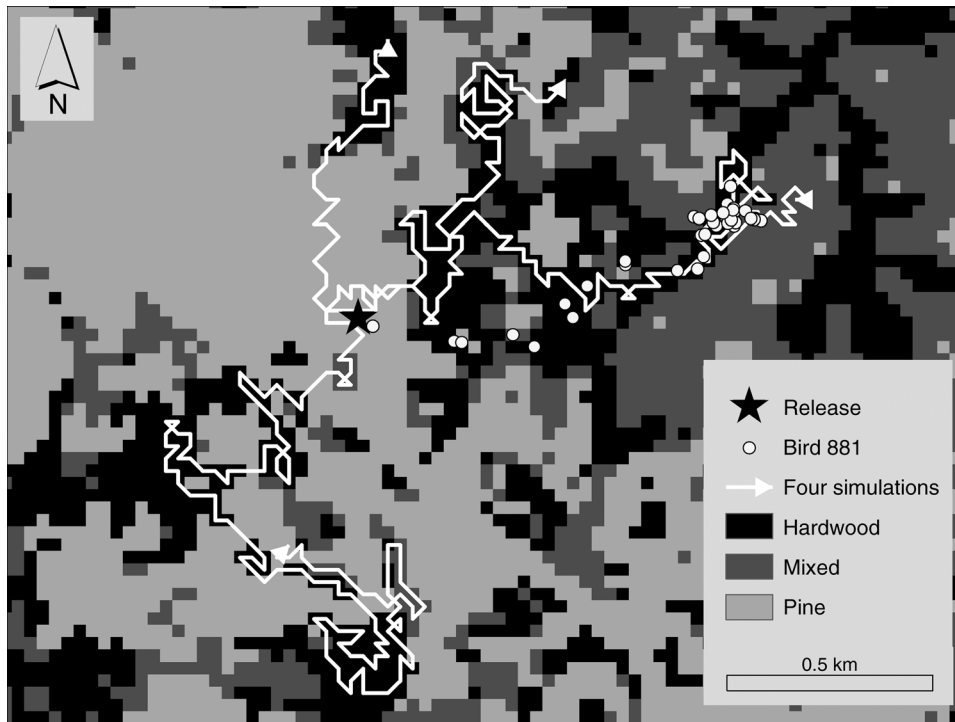 N
Release
Bird 881
Four simulations
Hardwood
Mixed
Pine
0.5 km